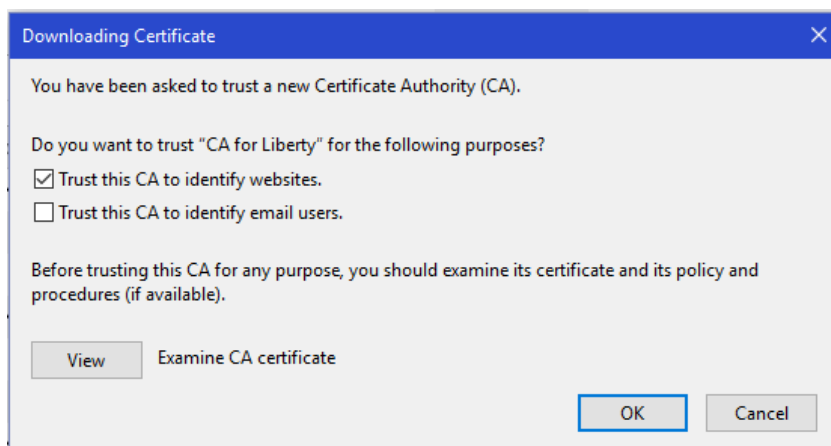 Downloading Certificate
You have been asked to trust a new Certificate Authority (CA).
Do you want to trust “CA for Liberty” for the following purposes?
Trust this CA to identify websites.
Trust this CA to identify email users.
Before trusting this CA for any purpose, you should examine its certificate and its policy and
procedures (if available).
View Examine CA certificate
OK Cancel